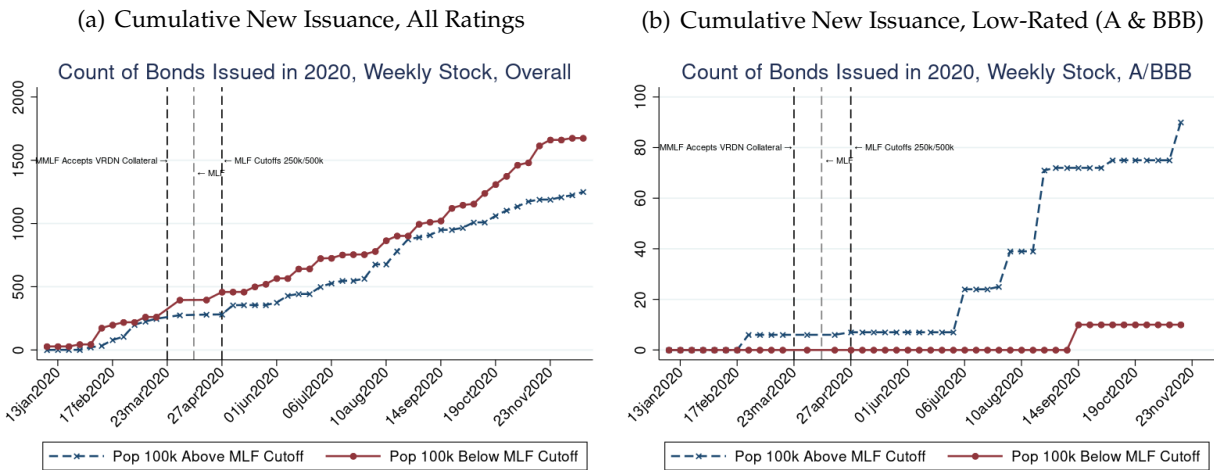 (a) Cumulative New Issuance, All Ratings
Count of Bonds Issued in 2020, Weekly Stock, Overall
2000
1500
1000
500
0
MMLF Accepts VRDN Collateral→
← MLF
← MLF Cutoffs 250k/500k
13jan2020
17feb2020
23mar2020
27apr2020
01jun2020
06jul2020
10aug2020
14sep2020
19oct2020
23nov2020
Pop 100k Above MLF Cutoff
Pop 100k Below MLF Cutoff
(b) Cumulative New Issuance, Low-Rated (A & BBB)
Count of Bonds Issued in 2020, Weekly Stock, A/BBB
100
80
60
40
20
0
MMLF Accepts VRDN Collateral→
← MLF
← MLF Cutoffs 250k/500k
13jan2020
17feb2020
23mar2020
27apr2020
01jun2020
06jul2020
10aug2020
14sep2020
19oct2020
23nov2020
Pop 100k Above MLF Cutoff
Pop 100k Below MLF Cutoff